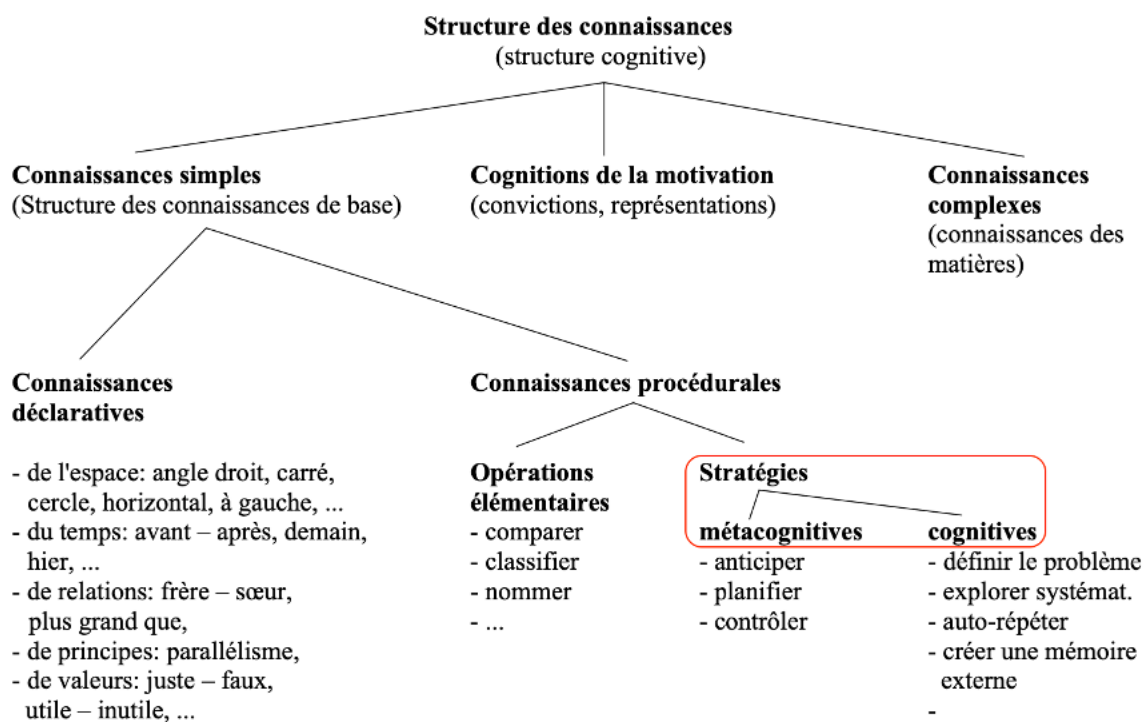 Structure des connaissances
(structure cognitive)
Connaissances simples
(Structure des connaissances de base)
Cognitions de la motivation
(convictions, représentations)
Connaissances
complexes
(connaissances des
matières)
Connaissances
déclaratives
- de l'espace: angle droit, carré,
cercle, horizontal, à gauche, ...
- du temps: avant – après, demain,
hier, ...
- de relations: frère – sœur,
plus grand que,
- de principes: parallélisme,
- de valeurs: juste – faux,
utile – inutile, ...
Connaissances procédurales
Opérations
élémentaires
- comparer
- classifier
- nommer
- ...
Stratégies
métacognitives
- anticiper
- planifier
- contrôler
cognitives
- définir le problème
- explorer systémat.
- auto-répéter
- créer une mémoire
externe
-